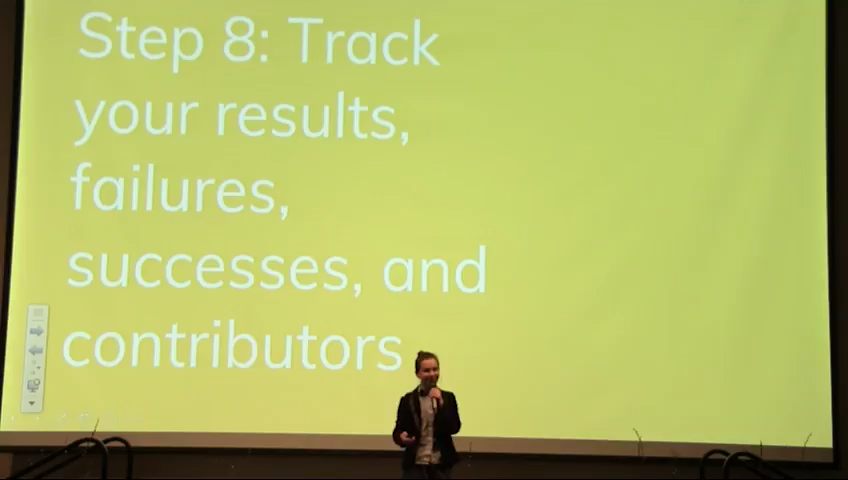 Step 8: Track
your results,
failures,
successes, and
contributors